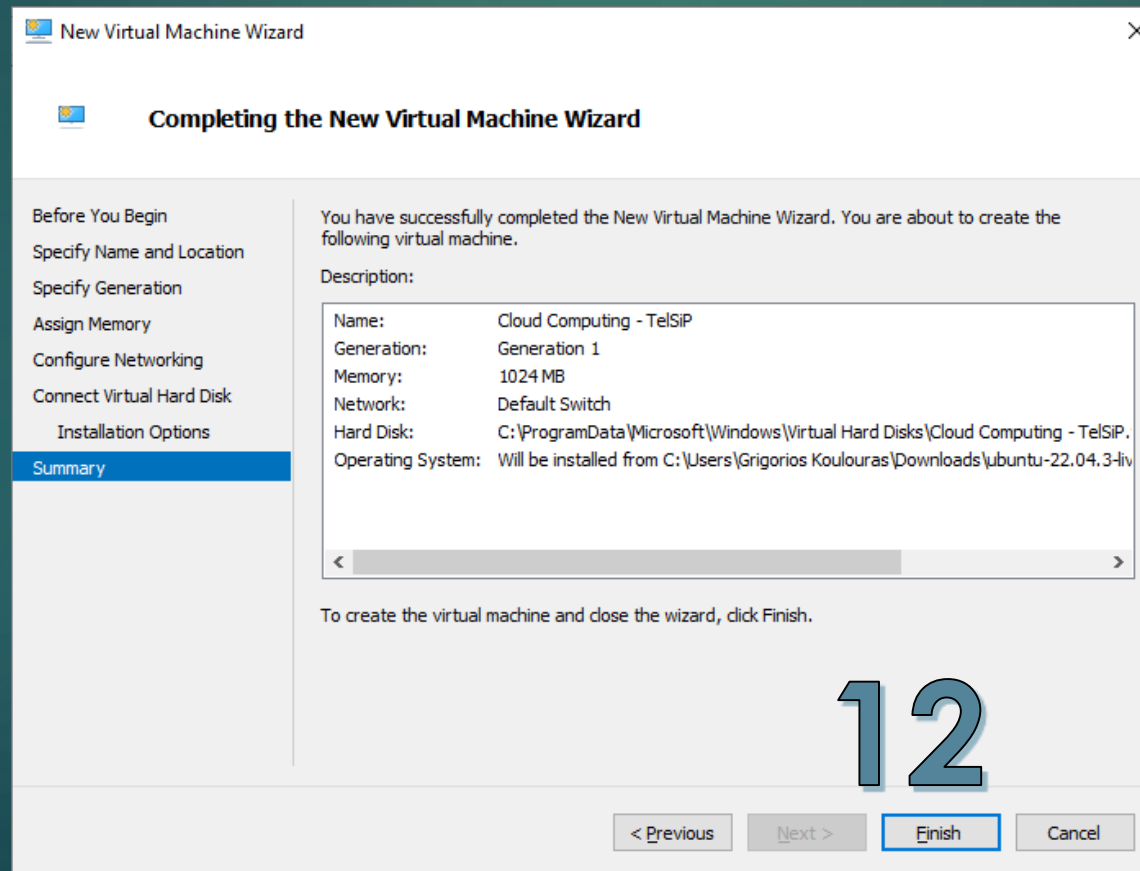 New Virtual Machine Wizard
Completing the New Virtual Machine Wizard
Before You Begin
Specify Name and Location
Specify Generation
Assign Memory
Configure Networking
Connect Virtual Hard Disk
Installation Options
Summary
You have successfully completed the New Virtual Machine Wizard. You are about to create the
following virtual machine.
Description:
Name: Cloud Computing - TelSiP
Generation: Generation 1
Memory: 1024 MB
Network: Default Switch
Hard Disk: C:\ProgramData\Microsoft\Windows\Virtual Hard Disks\Cloud Computing - TelSiP.
Operating System: Will be installed from C:\Users\Grigorios Koulouras\Downloads\ubuntu-22.04.3-liv
To create the virtual machine and close the wizard, click Finish.
12
< Previous Next > Finish Cancel